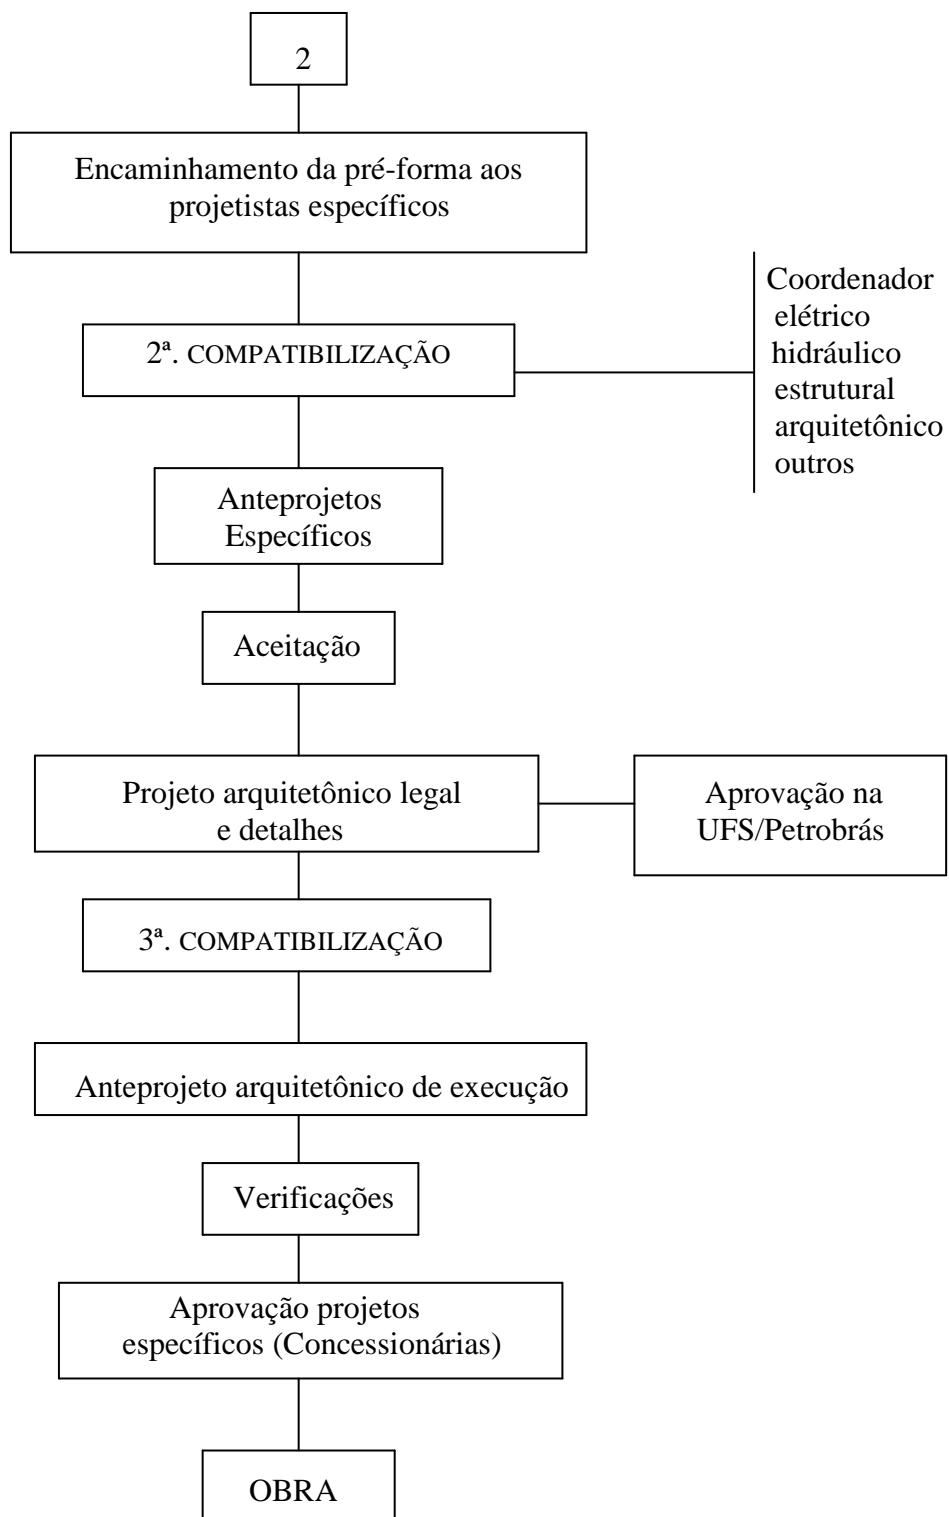 2
Encaminhamento da pré-forma aos
projetistas específicos
2ª. COMPATIBILIZAÇÃO
Coordenador
elétrico
hidráulico
estrutural
arquitetônico
outros
Anteprojetos
Específicos
Aceitação
Projeto arquitetônico legal
e detalhes
Aprovação na
UFS/Petrobrás
3ª. COMPATIBILIZAÇÃO
Anteprojeto arquitetônico de execução
Verificações
Aprovação projetos
específicos (Concessionárias)
OBRA